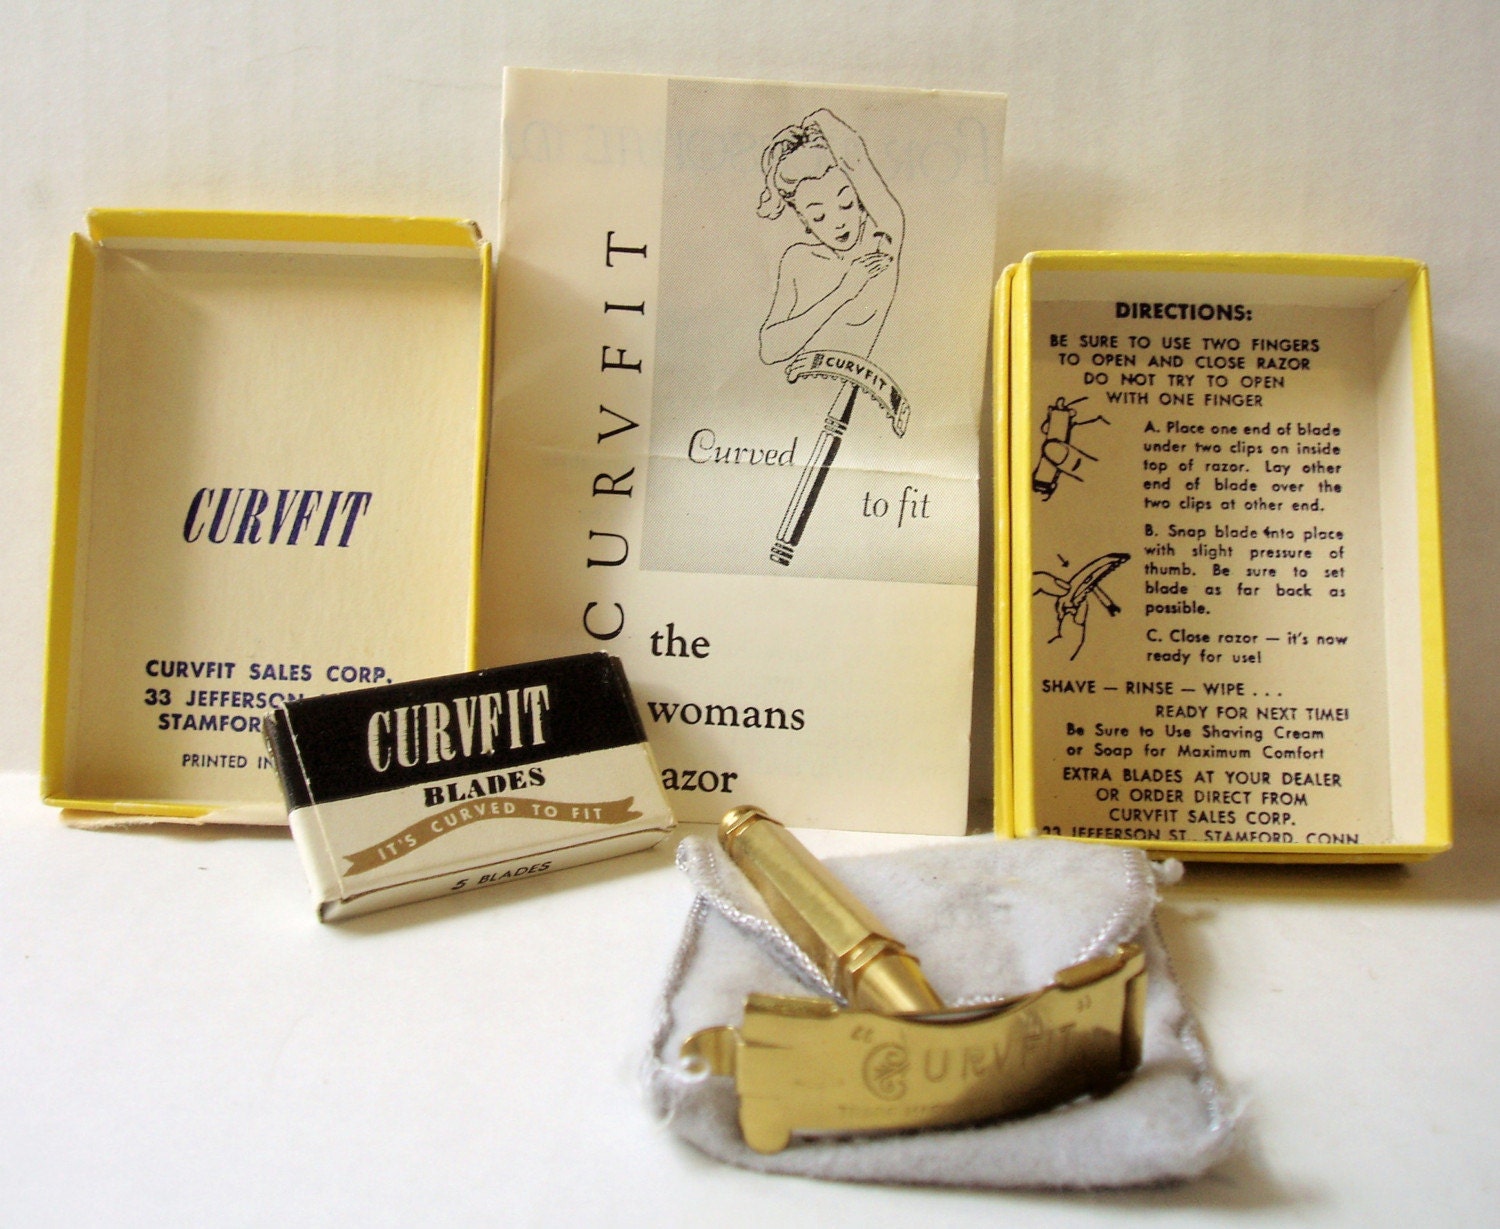 CURVFIT
CURVFIT SALES CORP.
33 JEFFERSON
STAMFOR
PRINTED IN
CURVFIT
BLADES
IT'S CURVED TO FIT
5 BLADES
CURVFIT
CURVFIT
Curved
to fit
the
womans
azor
DIRECTIONS:
BE SURE TO USE TWO FINGERS
TO OPEN AND CLOSE RAZOR
DO NOT TRY TO OPEN
WITH ONE FINGER
A. Place one end of blade
under two clips on inside
top of razor. Lay other
end of blade over the
two clips at other end.
B. Snap blade into place
with slight pressure of
thumb. Be sure to set
blade as far back as
possible.
C. Close razor — it's now
ready for use!
SHAVE — RINSE — WIPE . . .
READY FOR NEXT TIME!
Be Sure to Use Shaving Cream
or Soap for Maximum Comfort
EXTRA BLADES AT YOUR DEALER
OR ORDER DIRECT FROM
CURVFIT SALES CORP.
33 JEFFERSON ST., STAMFORD, CONN.
"CURVFIT"